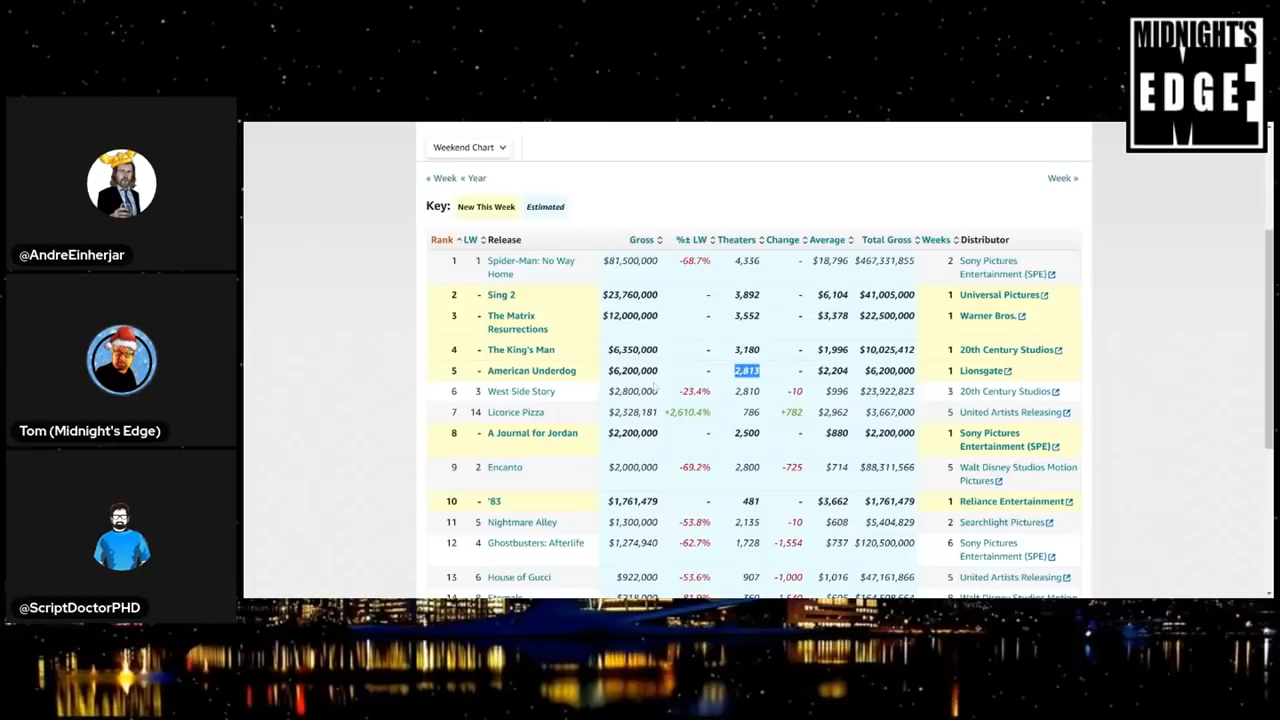 MIDNIGHT'S
EDGE
@AndreEinherjar
Tom (Midnight's Edge)
@ScriptDoctorPHD
Weekend Chart
« Week « Year Week »
Key: New This Week Estimated
Rank LW Release Gross %± LW Theaters Change Average Total Gross Weeks Distributor
1 1 Spider-Man: No Way Home $81,500,000 -68.7% 4,336 - $18,796 $467,331,855 2 Sony Pictures Entertainment (SPE)
2 - Sing 2 $23,760,000 - 3,892 - $6,104 $41,005,000 1 Universal Pictures
3 - The Matrix Resurrections $12,000,000 - 3,552 - $3,378 $22,500,000 1 Warner Bros.
4 - The King's Man $6,350,000 - 3,180 - $1,996 $10,025,412 1 20th Century Studios
5 - American Underdog $6,200,000 - 2,813 - $2,204 $6,200,000 1 Lionsgate
6 3 West Side Story $2,800,000 -23.4% 2,810 -10 $996 $23,922,823 3 20th Century Studios
7 14 Licorice Pizza $2,328,181 +2,610.4% 786 +782 $2,962 $3,667,000 5 United Artists Releasing
8 - A Journal for Jordan $2,200,000 - 2,500 - $880 $2,200,000 1 Sony Pictures Entertainment (SPE)
9 2 Encanto $2,000,000 -69.2% 2,800 -725 $714 $88,311,566 5 Walt Disney Studios Motion Pictures
10 - '83 $1,761,479 - 481 - $3,662 $1,761,479 1 Reliance Entertainment
11 5 Nightmare Alley $1,300,000 -53.8% 2,135 -10 $608 $5,404,829 2 Searchlight Pictures
12 4 Ghostbusters: Afterlife $1,274,940 -62.7% 1,728 -1,554 $737 $120,500,000 6 Sony Pictures Entertainment (SPE)
13 6 House of Gucci $922,000 -53.6% 907 -1,000 $1,016 $47,161,866 5 United Artists Releasing